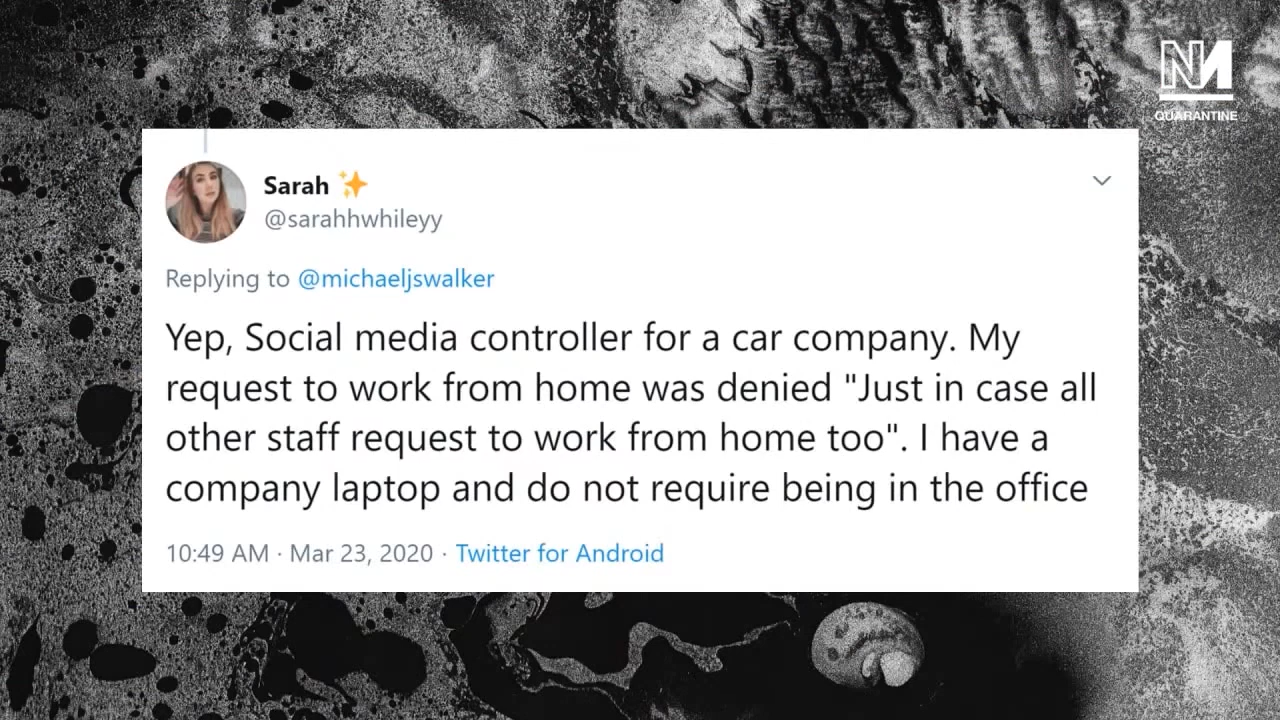 NM
QUARANTINE
Sarah ✨
@sarahhwhileyy
Replying to @michaeljswalker
Yep, Social media controller for a car company. My
request to work from home was denied "Just in case all
other staff request to work from home too". I have a
company laptop and do not require being in the office
10:49 AM · Mar 23, 2020 · Twitter for Android